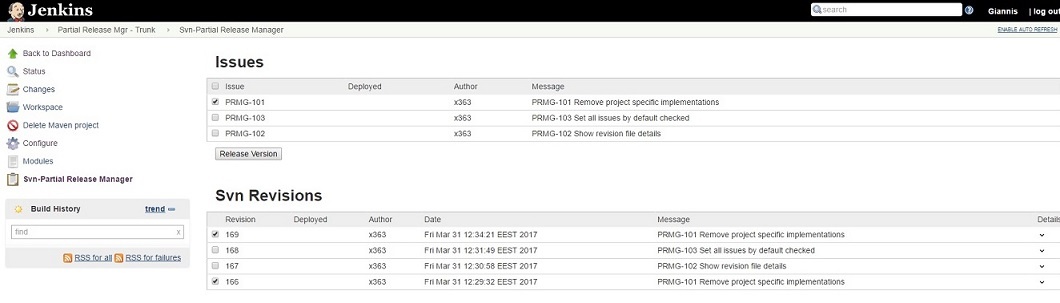 Jenkins
search
Giannis | log out
Jenkins Partial Release Mgr - Trunk Svn-Partial Release Manager
ENABLE AUTO REFRESH
Back to Dashboard
Status
Changes
Workspace
Delete Maven project
Configure
Modules
Svn-Partial Release Manager
Build History trend
find x
RSS for all RSS for failures
Issues
Issue Deployed Author Message
PRMG-101 x363 PRMG-101 Remove project specific implementations
PRMG-103 x363 PRMG-103 Set all issues by default checked
PRMG-102 x363 PRMG-102 Show revision file details
Release Version
Svn Revisions
Revision Deployed Author Date Message Details
169 x363 Fri Mar 31 12:34:21 EEST 2017 PRMG-101 Remove project specific implementations
168 x363 Fri Mar 31 12:31:49 EEST 2017 PRMG-103 Set all issues by default checked
167 x363 Fri Mar 31 12:30:58 EEST 2017 PRMG-102 Show revision file details
166 x363 Fri Mar 31 12:29:32 EEST 2017 PRMG-101 Remove project specific implementations